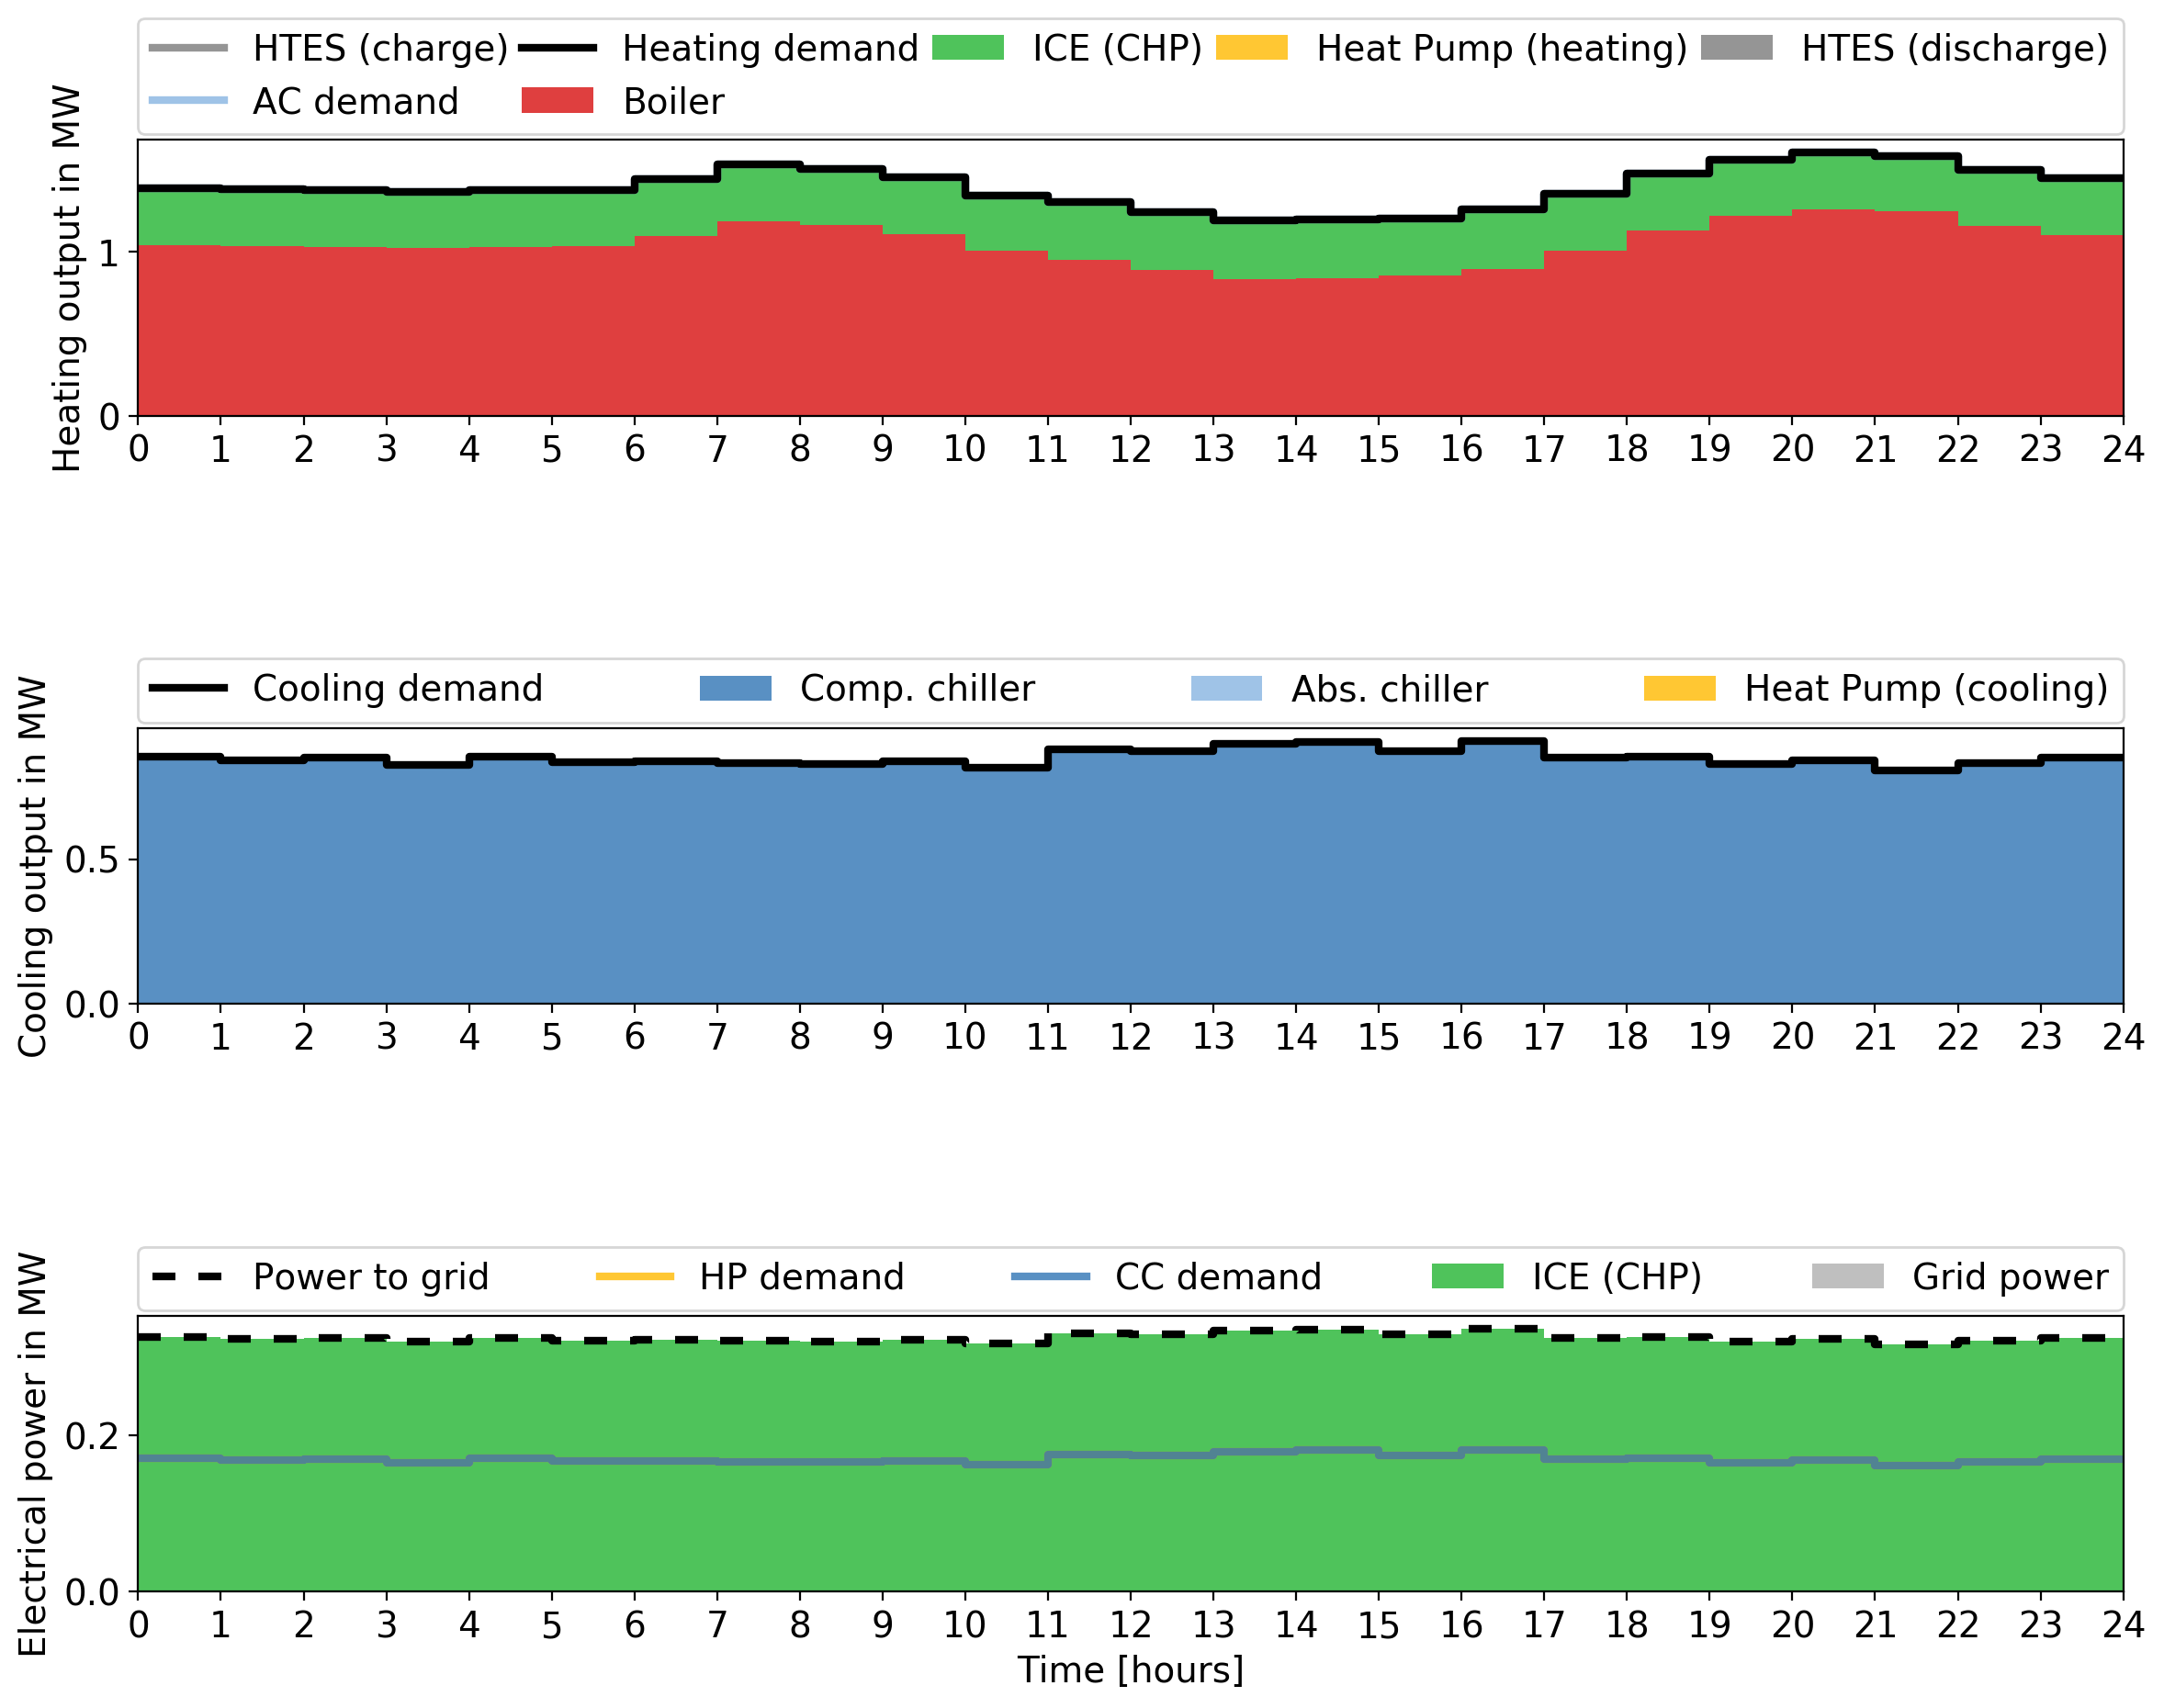 HTES (charge) Heating demand ICE (CHP) Heat Pump (heating) HTES (discharge)
AC demand Boiler
Heating output in MW
1
0
0 1 2 3 4 5 6 7 8 9 10 11 12 13 14 15 16 17 18 19 20 21 22 23 24
Cooling demand Comp. chiller Abs. chiller Heat Pump (cooling)
Cooling output in MW
0.5
0.0
0 1 2 3 4 5 6 7 8 9 10 11 12 13 14 15 16 17 18 19 20 21 22 23 24
Power to grid HP demand CC demand ICE (CHP) Grid power
Electrical power in MW
0.2
0.0
0 1 2 3 4 5 6 7 8 9 10 11 12 13 14 15 16 17 18 19 20 21 22 23 24
Time [hours]